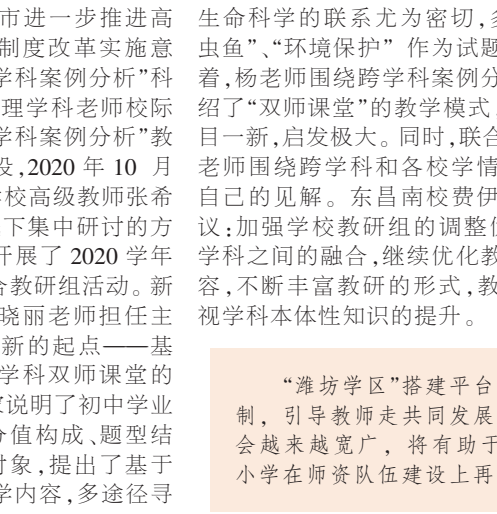 市进一步推进高
制度改革实施意
学科案例分析”科
理学科老师校际
学科案例分析”教
设,2020 年 10 月
学校高级教师张希
下集中研讨的方
开展了 2020 学年
合教研组活动。新
晓丽老师担任主
新的起点——基
学科双师课堂的
说明了初中学业
分值构成、题型结
对象,提出了基于
学内容,多途径寻
生命科学的联系尤为密切,多
虫鱼”、“环境保护” 作为试题
着,杨老师围绕跨学科案例分
绍了“双师课堂”的教学模式,
目一新,启发极大。同时,联合
老师围绕跨学科和各校学情
自己的见解。东昌南校费伊
议:加强学校教研组的调整
学科之间的融合,继续优化教
容,不断丰富教研的形式,教
视学科本体性知识的提升。
“潍坊学区”搭建平台
制, 引导教师走共同发展
会越来越宽广, 将有助于
小学在师资队伍建设上再